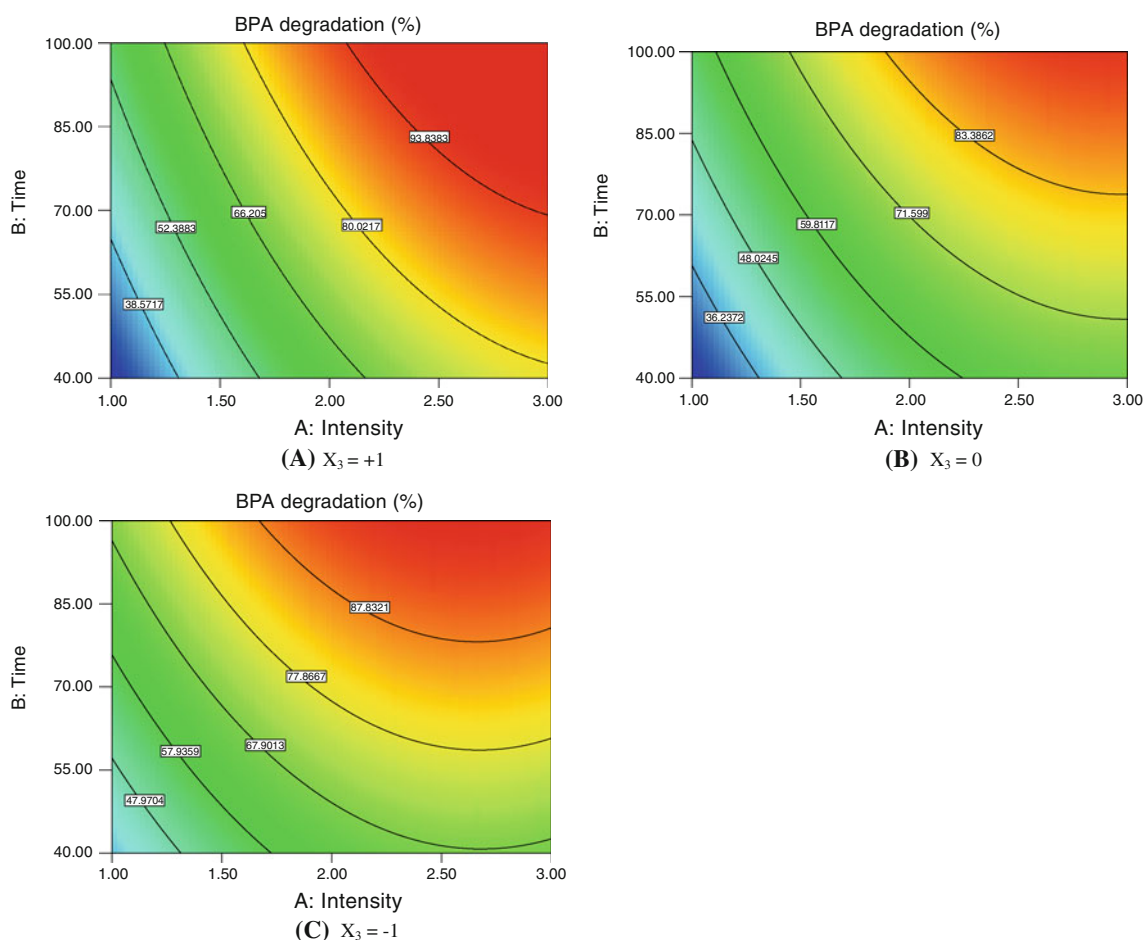 BPA degradation (%)
100.00
85.00
70.00
55.00
40.00
B: Time
93.8383
80.0217
66.205
52.3883
38.5717
1.00 1.50 2.00 2.50 3.00
A: Intensity
(A) X3 = +1
BPA degradation (%)
100.00
85.00
70.00
55.00
40.00
B: Time
83.3862
71.599
59.8117
48.0245
36.2372
1.00 1.50 2.00 2.50 3.00
A: Intensity
(B) X3 = 0
BPA degradation (%)
100.00
85.00
70.00
55.00
40.00
B: Time
87.8321
77.8667
67.9013
57.9359
47.9704
1.00 1.50 2.00 2.50 3.00
A: Intensity
(C) X3 = -1